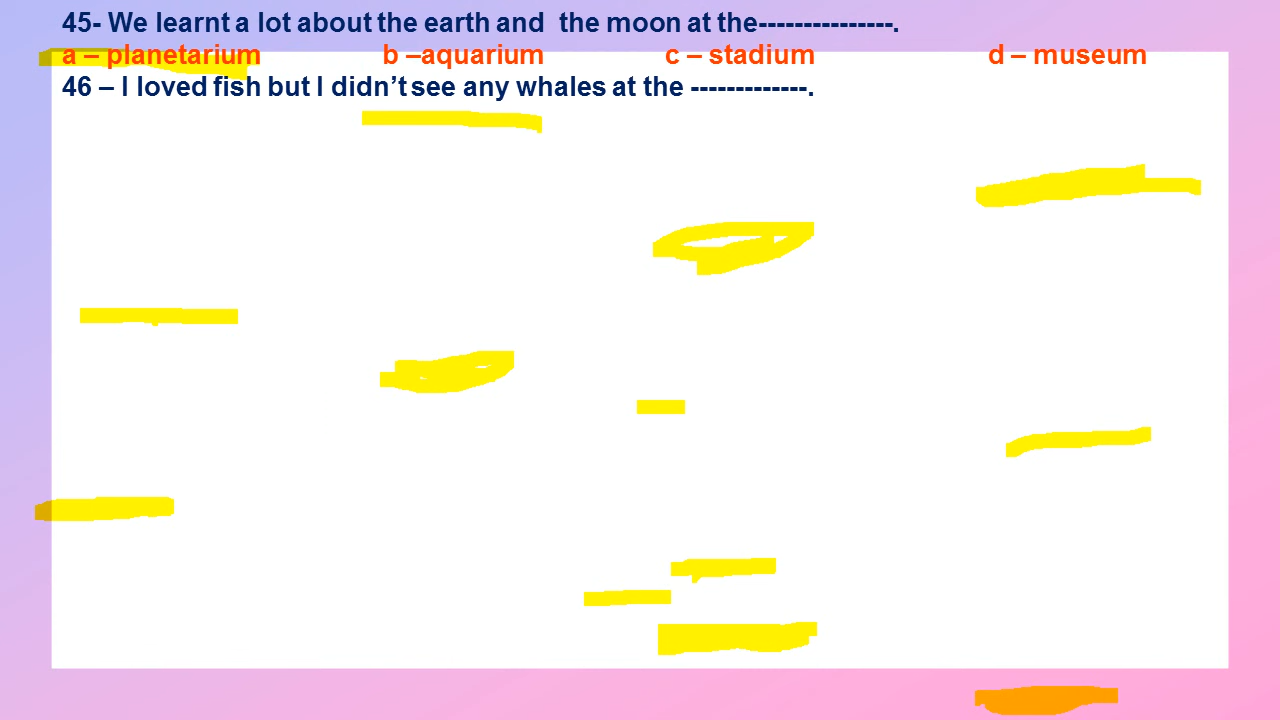 45- We learnt a lot about the earth and the moon at the---------------.
a – planetarium b –aquarium c – stadium d – museum
46 – I loved fish but I didn’t see any whales at the -------------.